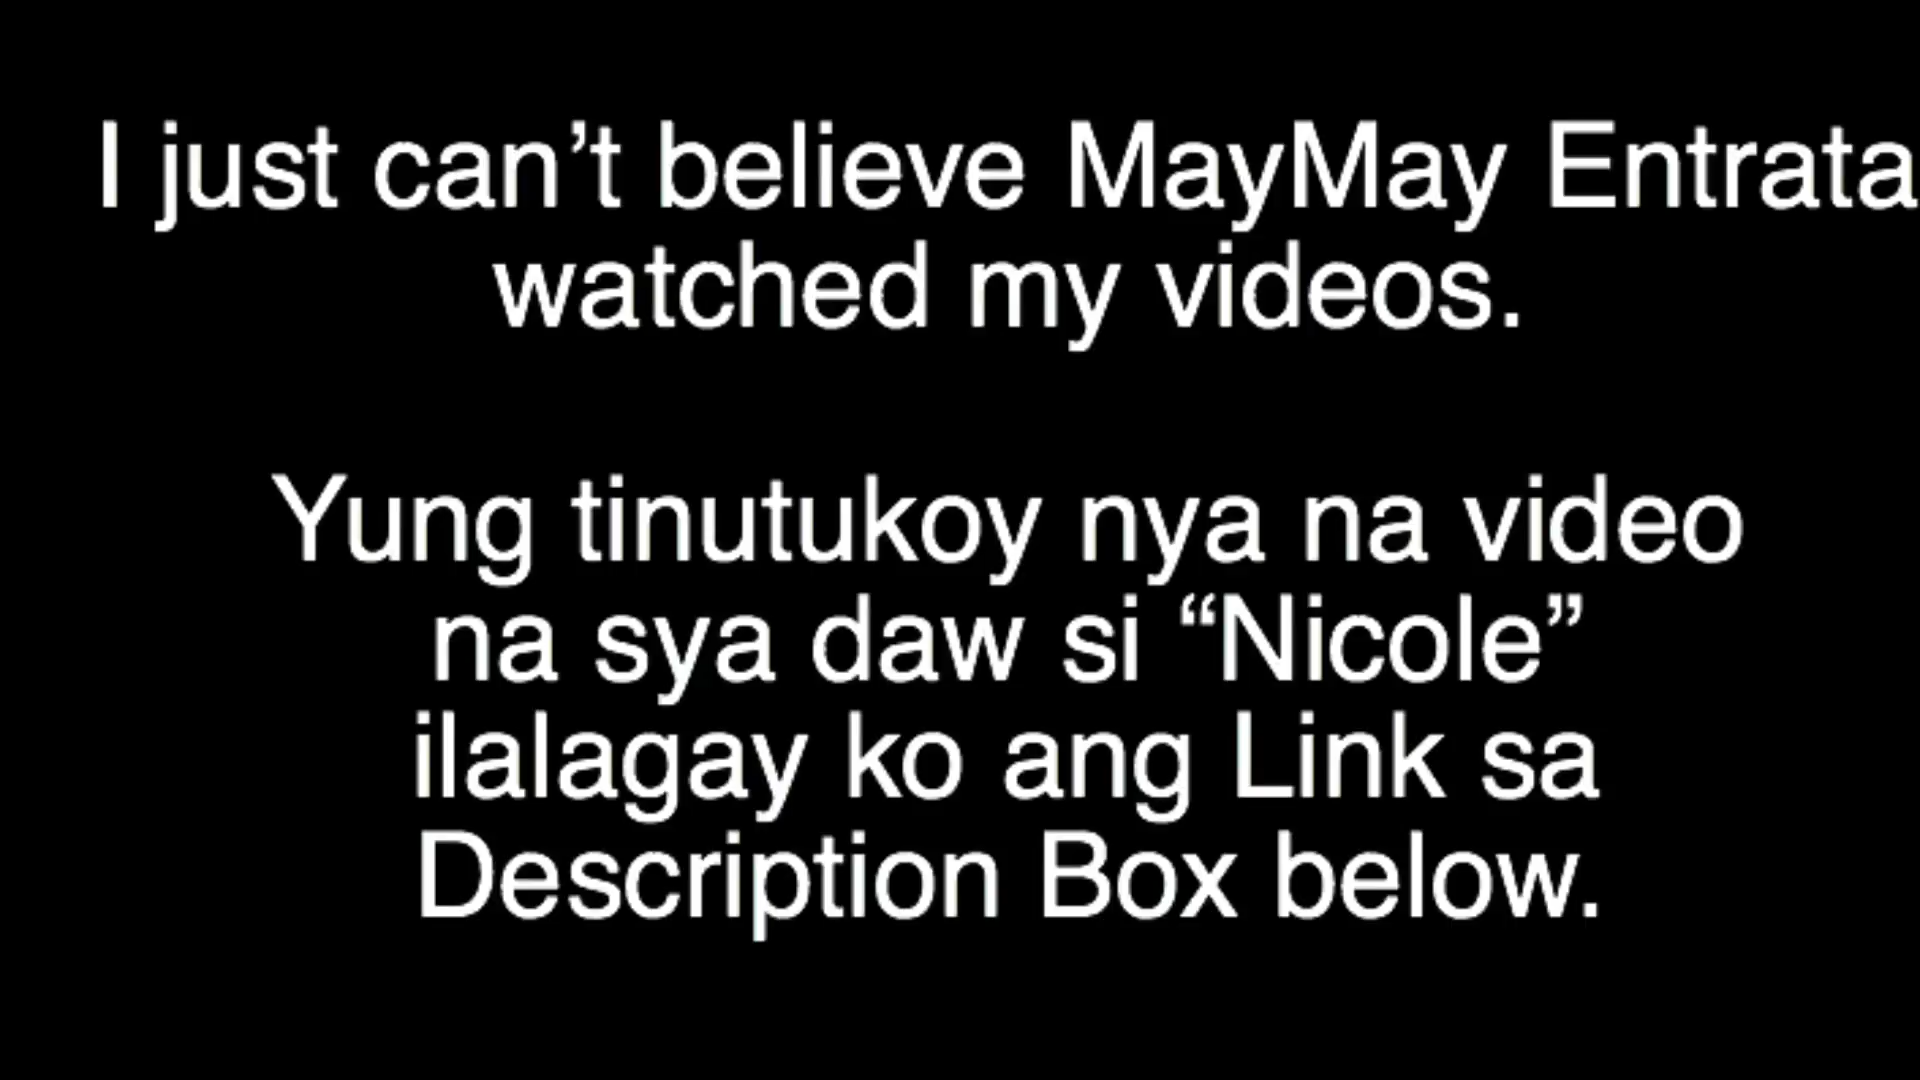 I just can’t believe MayMay Entrata
watched my videos.
Yung tinutukoy nya na video
na sya daw si “Nicole”
ilalagay ko ang Link sa
Description Box below.